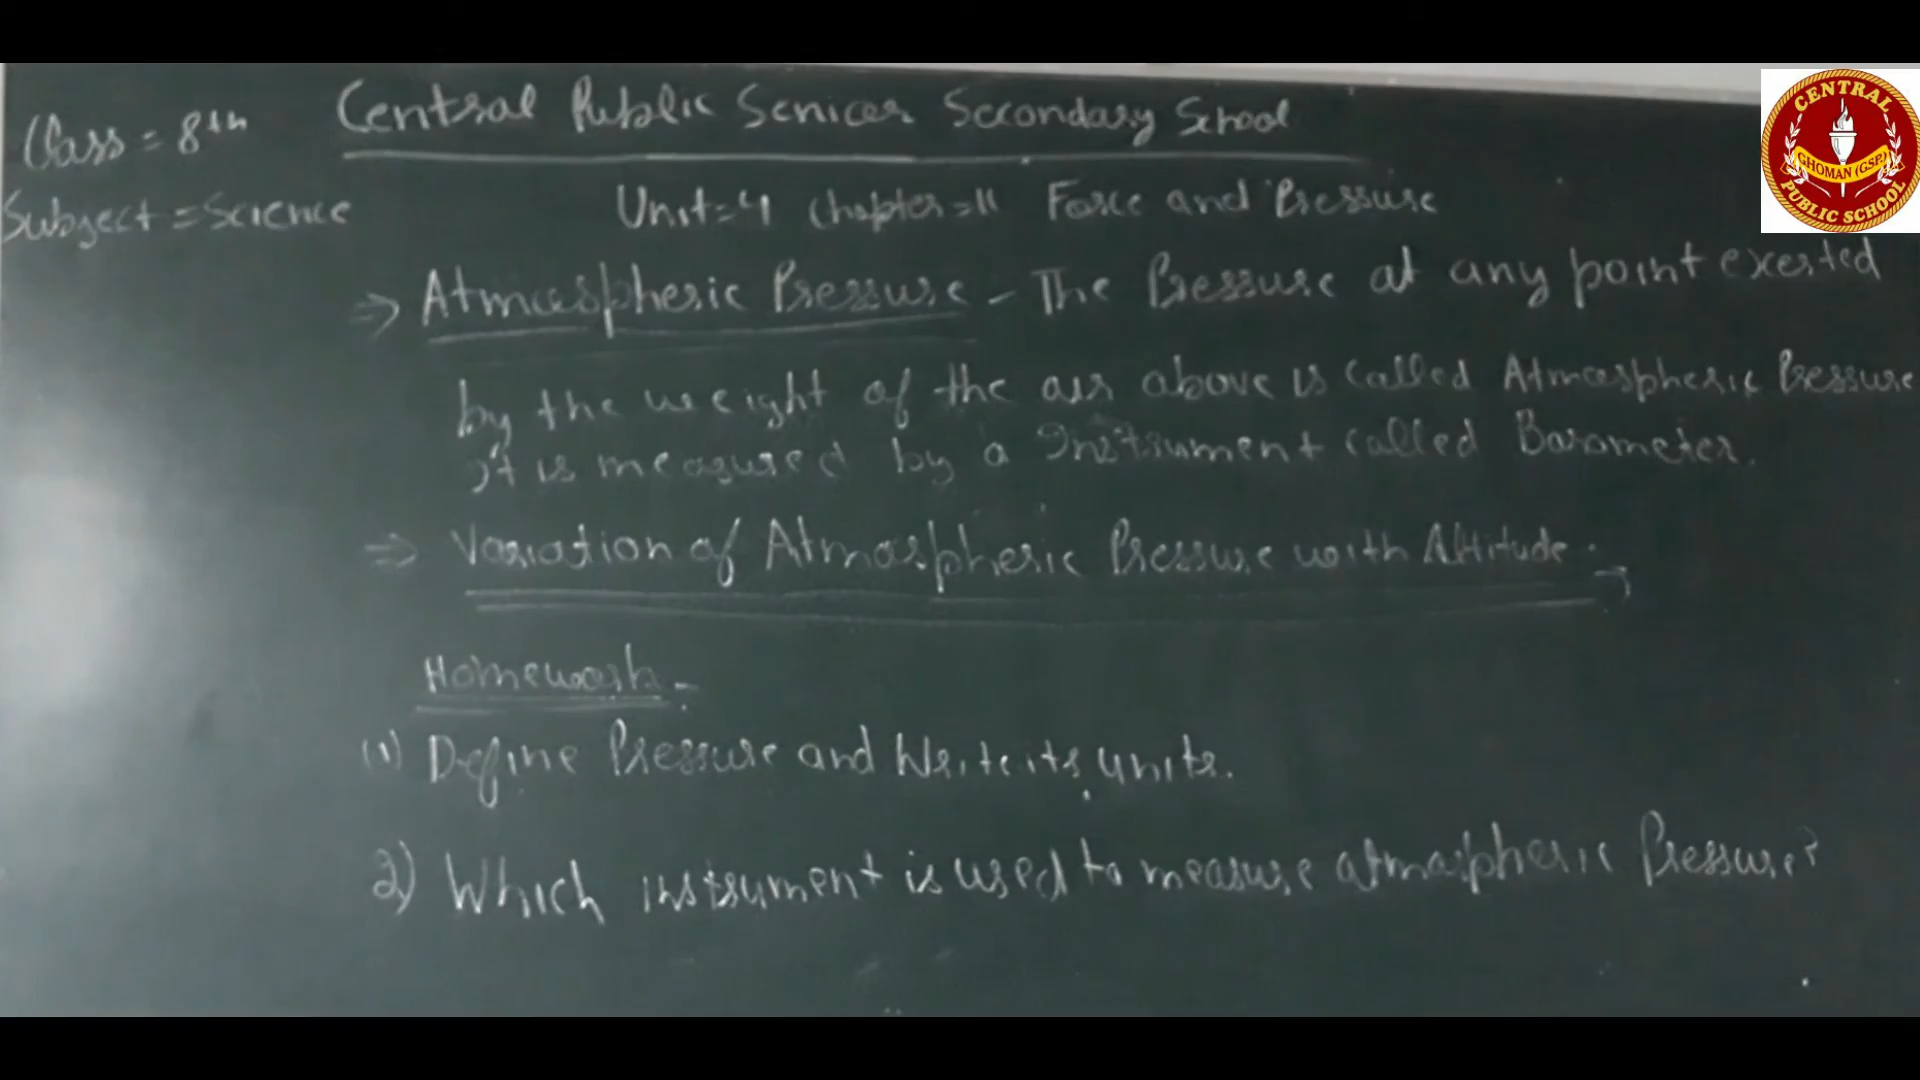 Central Public Senior Secondary School
Class = 8th
Subject = Science
Unit=4 Chapter=11 Force and Pressure
⇒ Atmospheric Pressure - The Pressure at any point exerted
by the weight of the air above is called Atmospheric Pressure
It is measured by a Instrument called Barometer.
⇒ Variation of Atmospheric Pressure with Altitude.
Homework -
(1) Define Pressure and Write its units.
2) Which instrument is used to measure atmospheric Pressure?
CENTRAL
GHOMAN (GSP.)
PUBLIC SCHOOL